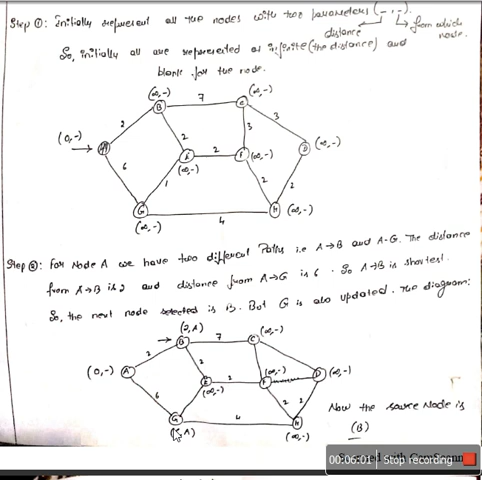 Step ①: Initially represent all the nodes with two parameters (-, -)
distance from which node.
So, initially all are represented as infinite (the distance) and
blank for the node.
(∞,-) 7 (∞,-)
B C
2 3
(0,-) 2 3
A E 2 F (∞,-) D (∞,-)
(∞,-)
6 1 2 2
G 4 H (∞,-)
(∞,-)
Step ②: For Node A we have two different Paths i.e A→B and A-G. The distance
from A→B is 2 and distance from A→G is 6. So A→B is shortest.
So, the next node selected is B. But G is also updated. The diagram:
(2,A) (∞,-)
B 7 C
2 2
(0,-) A (∞,-) D (∞,-)
E 2 F
(∞,-)
6 2 2
G 4 H
Now the source Node is
(B)
A)
(∞,-)
00:06:01 Stop recording